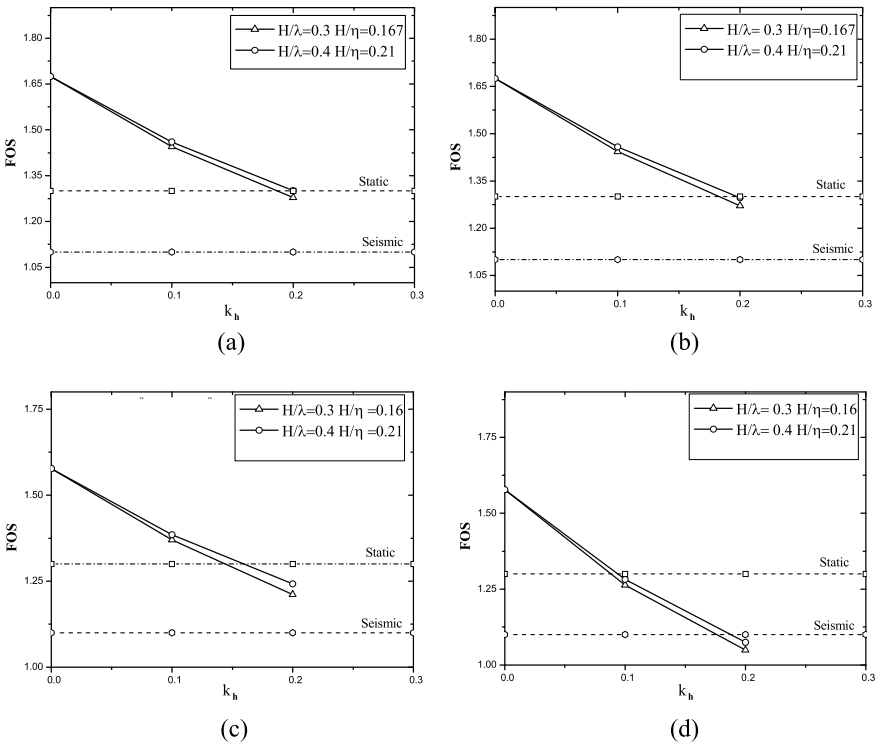 H/λ=0.3 H/η=0.167
H/λ=0.4 H/η=0.21
1.80
1.65
1.50
1.35
1.20
1.05
FOS
Static
Seismic
0.0 0.1 0.2 0.3
k h
(a)
H/λ= 0.3 H/η=0.167
H/λ= 0.4 H/η=0.21
1.80
1.65
1.50
1.35
1.20
1.05
FOS
Static
Seismic
0.0 0.1 0.2 0.3
k h
(b)
H/λ=0.3 H/η =0.16
H/λ=0.4 H/η =0.21
1.75
1.50
1.25
1.00
FOS
Static
Seismic
0.0 0.1 0.2 0.3
k h
(c)
H/λ= 0.3 H/η=0.16
H/λ= 0.4 H/η=0.21
1.75
1.50
1.25
1.00
FOS
Static
Seismic
0.0 0.1 0.2 0.3
k h
(d)